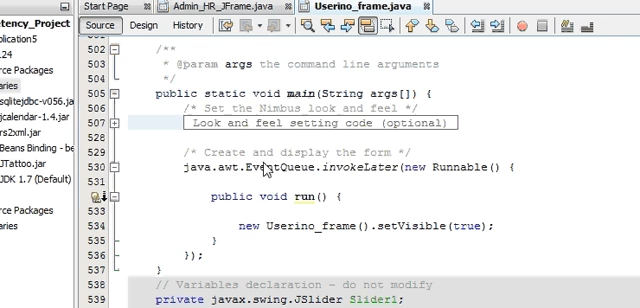 Start Page
Admin_HR_JFrame.java
Userino_frame.java
Source
Design
History
etency_Project
plication5
.24
rce Packages
aries
sqlitejdbc-v056.jar
jcalendar-1.4.jar
rs2xml.jar
Beans Binding - be
JTattoo.jar
JDK 1.7 (Default)
rce Packages
aries
502 /**
503 * @param args the command line arguments
504 */
505 public static void main(String args[]) {
506 /* Set the Nimbus look and feel */
507 Look and feel setting code (optional)
528
529 /* Create and display the form */
530 java.awt.EventQueue.invokeLater(new Runnable() {
531
public void run() {
533
534 new Userino_frame().setVisible(true);
535 }
536 });
537 }
538 // Variables declaration - do not modify
539 private javax.swing.JSlider Slider1;